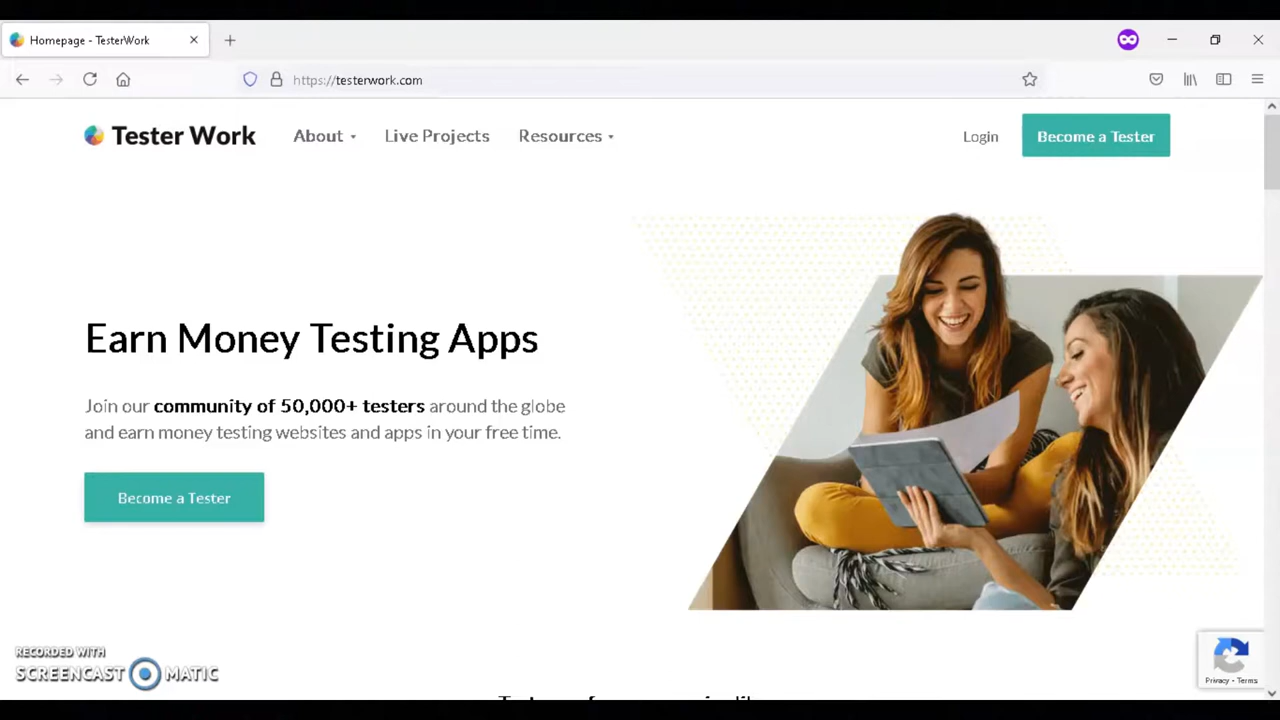 Homepage - TesterWork
https://testerwork.com
Tester Work
About
Live Projects
Resources
Login
Become a Tester
Earn Money Testing Apps
Join our community of 50,000+ testers around the globe
and earn money testing websites and apps in your free time.
Become a Tester
RECORDED WITH
SCREENCAST MATIC
Privacy - Terms